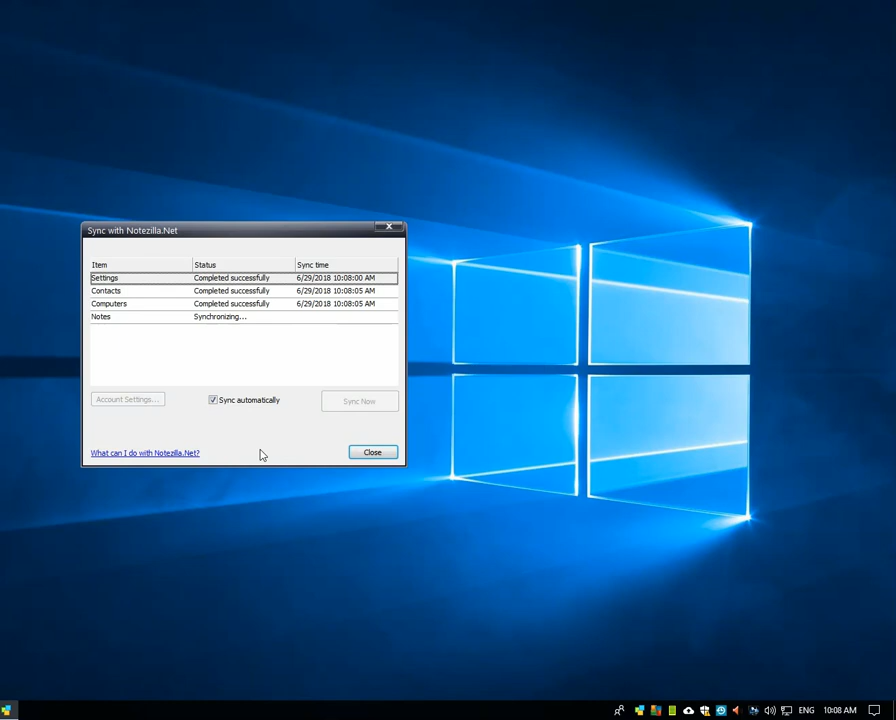 Sync with Notezilla.Net
Item Status Sync time
Settings Completed successfully 6/29/2018 10:08:00 AM
Contacts Completed successfully 6/29/2018 10:08:05 AM
Computers Completed successfully 6/29/2018 10:08:05 AM
Notes Synchronizing...
Account Settings... Sync automatically Sync Now
What can I do with Notezilla.Net? Close
ENG 10:08 AM